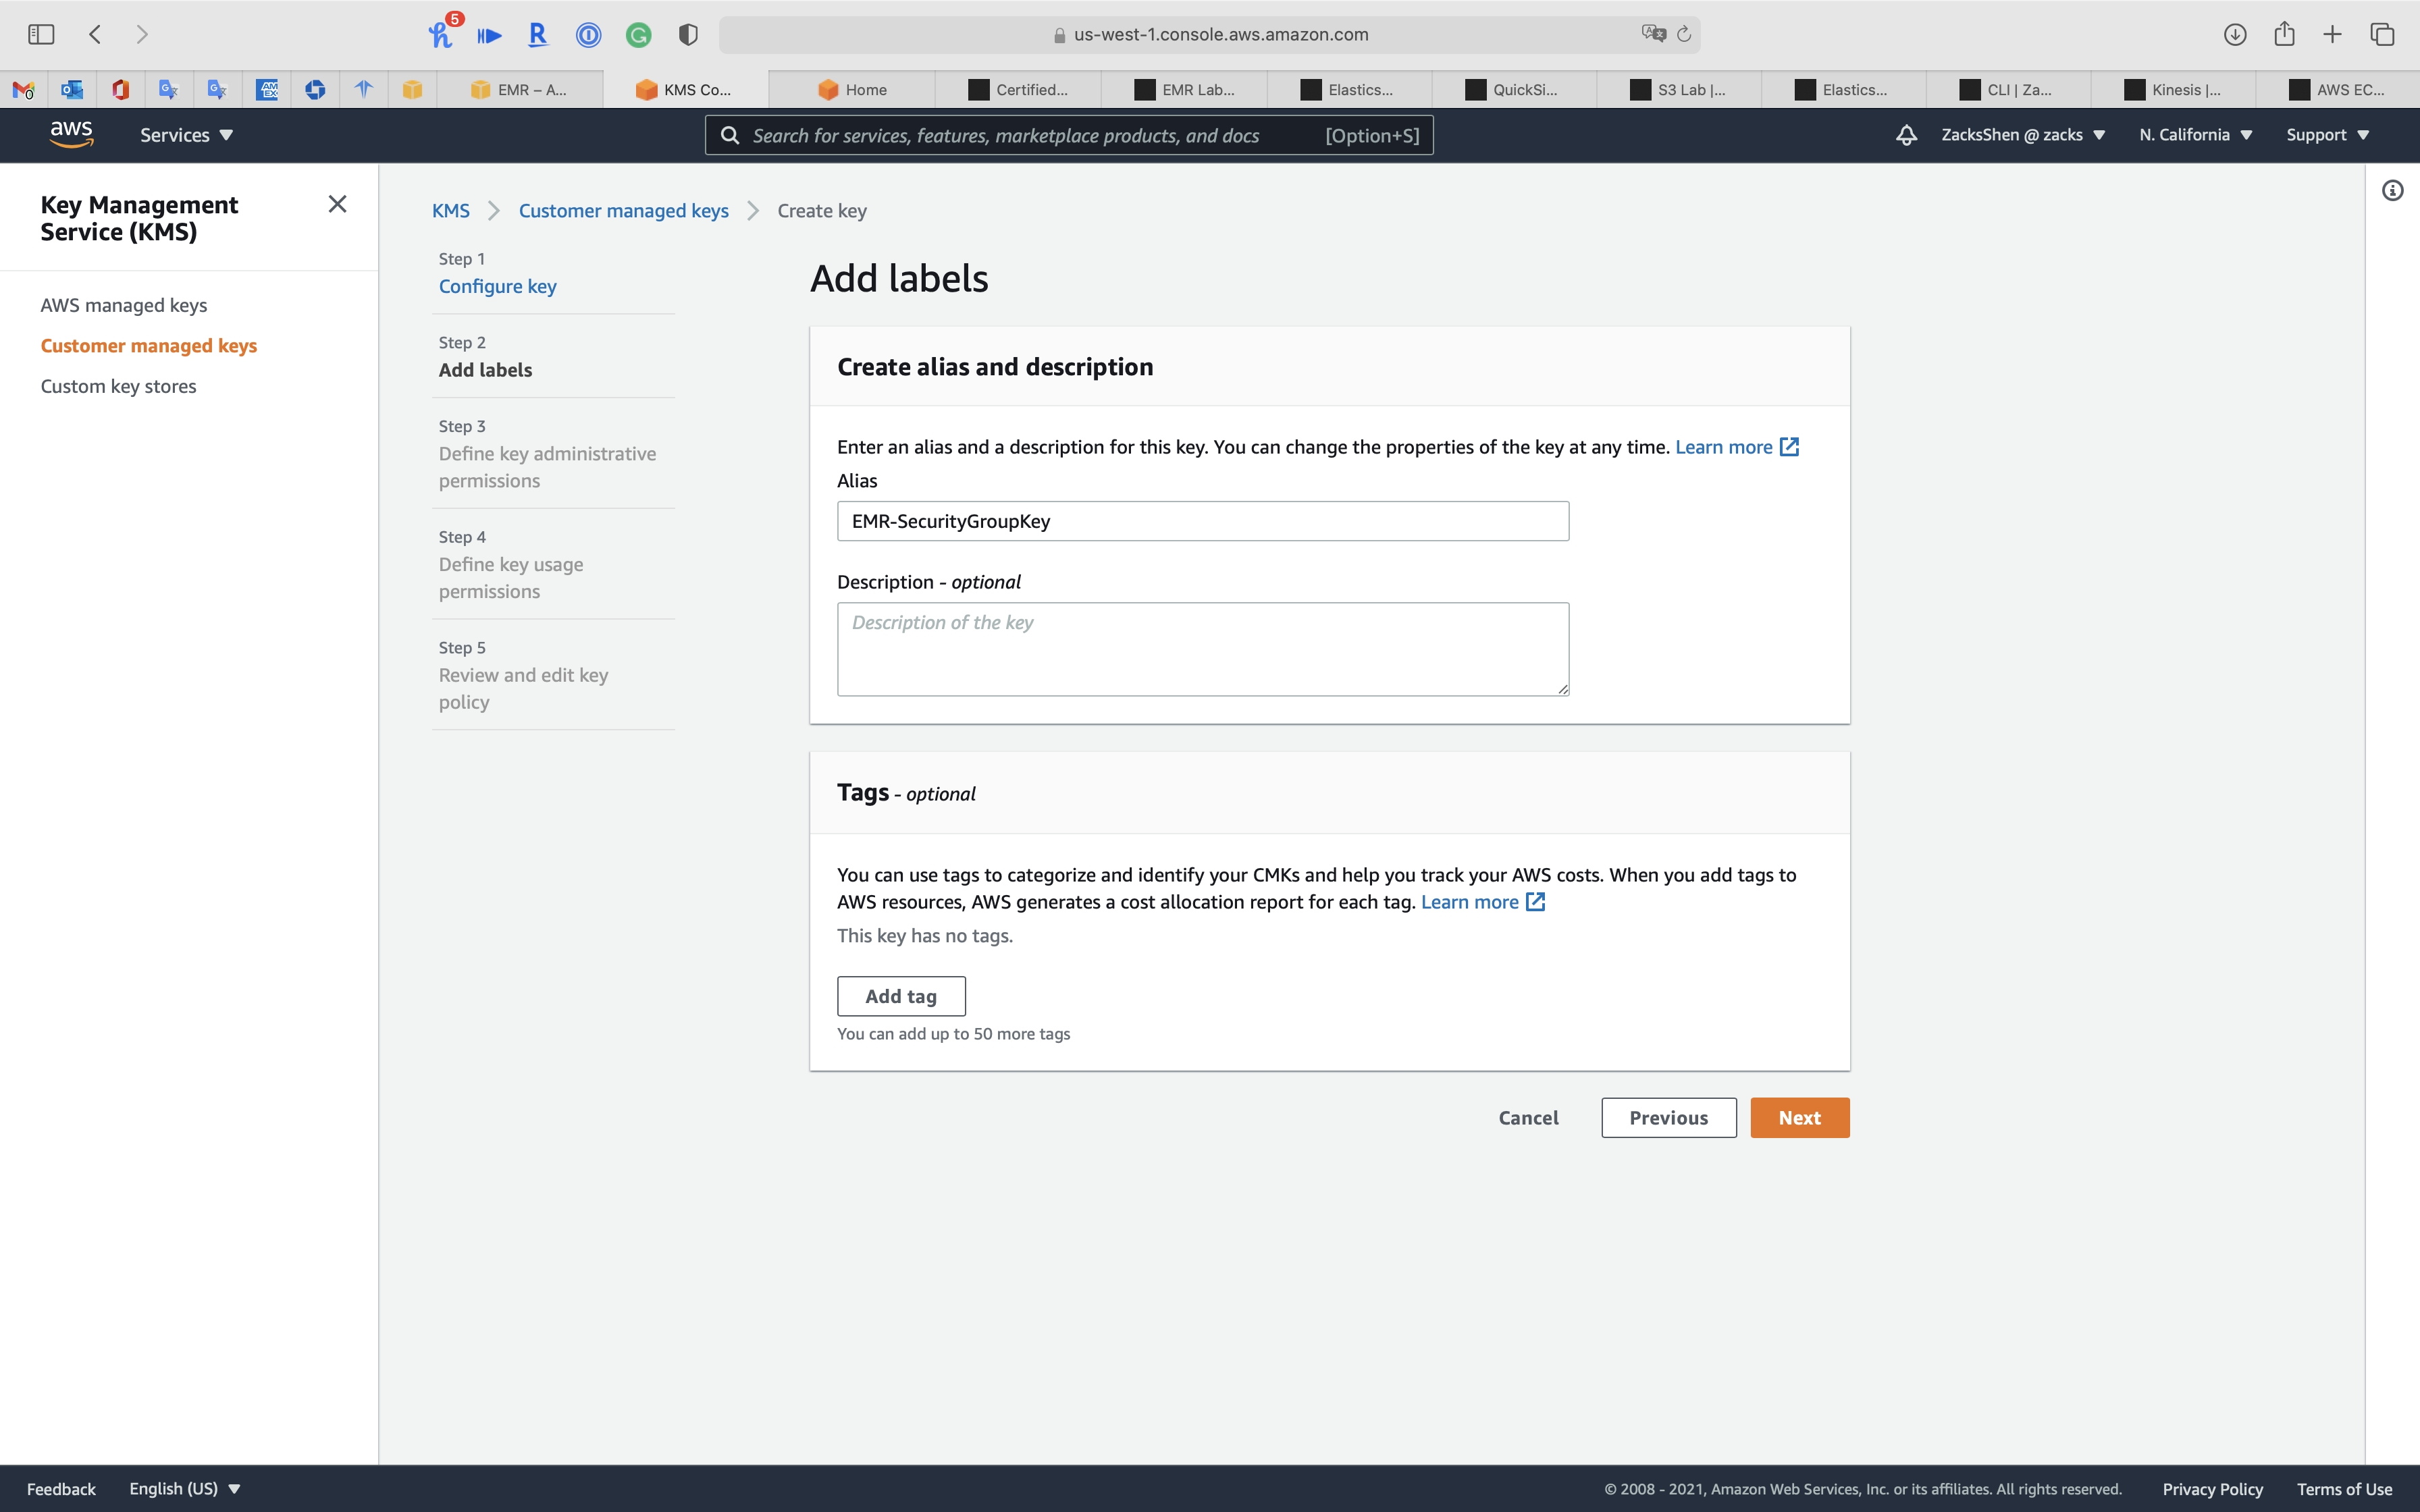 5
us-west-1.console.aws.amazon.com
EMR – A...
KMS Co...
Home
Certified...
EMR Lab...
Elastics...
QuickSi...
S3 Lab |...
Elastics...
CLI | Za...
Kinesis |...
AWS EC...
aws
Services
Search for services, features, marketplace products, and docs
[Option+S]
ZacksShen @ zacks
N. California
Support
Key Management
Service (KMS)
AWS managed keys
Customer managed keys
Custom key stores
KMS
Customer managed keys
Create key
Step 1
Configure key
Step 2
Add labels
Step 3
Define key administrative
permissions
Step 4
Define key usage
permissions
Step 5
Review and edit key
policy
Add labels
Create alias and description
Enter an alias and a description for this key. You can change the properties of the key at any time. Learn more
Alias
EMR-SecurityGroupKey
Description - optional
Description of the key
Tags - optional
You can use tags to categorize and identify your CMKs and help you track your AWS costs. When you add tags to
AWS resources, AWS generates a cost allocation report for each tag. Learn more
This key has no tags.
Add tag
You can add up to 50 more tags
Cancel
Previous
Next
Feedback
English (US)
© 2008 - 2021, Amazon Web Services, Inc. or its affiliates. All rights reserved.
Privacy Policy
Terms of Use